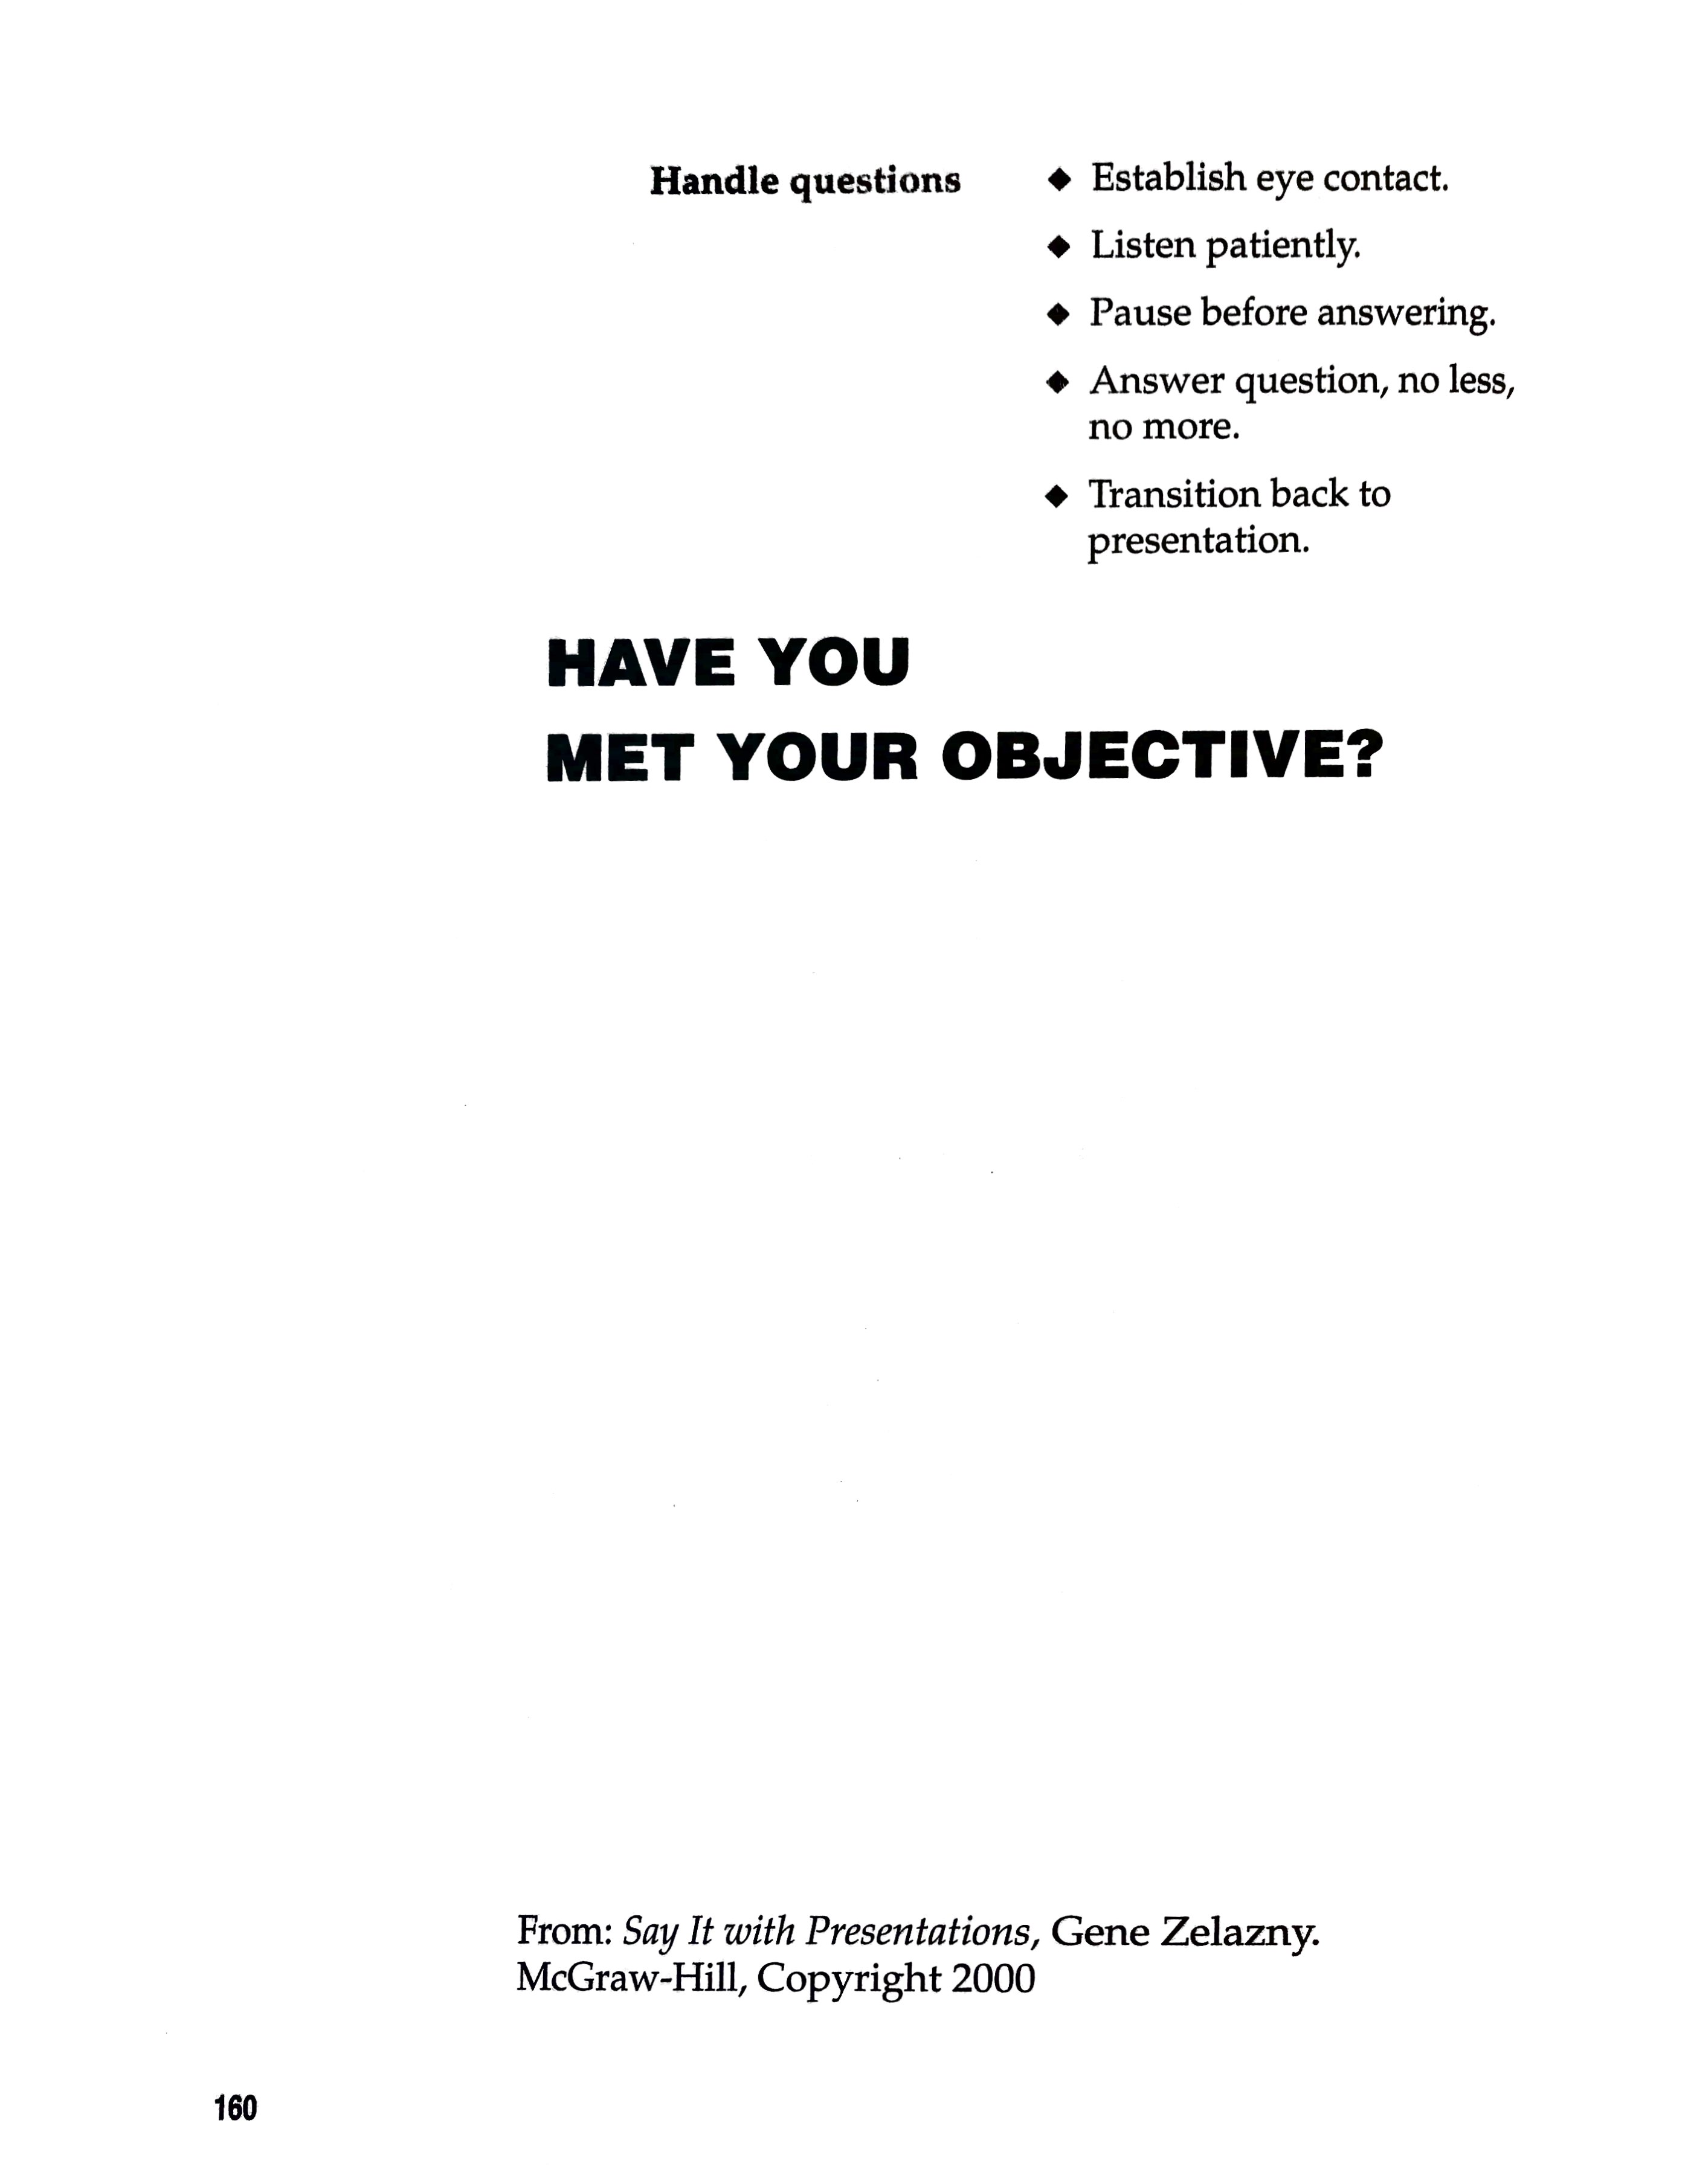 Handle questions
◆ Establish eye contact.
◆ Listen patiently.
◆ Pause before answering.
◆ Answer question, no less,
no more.
◆ Transition back to
presentation.
HAVE YOU
MET YOUR OBJECTIVE?
From: Say It with Presentations, Gene Zelazny.
McGraw-Hill, Copyright 2000
160